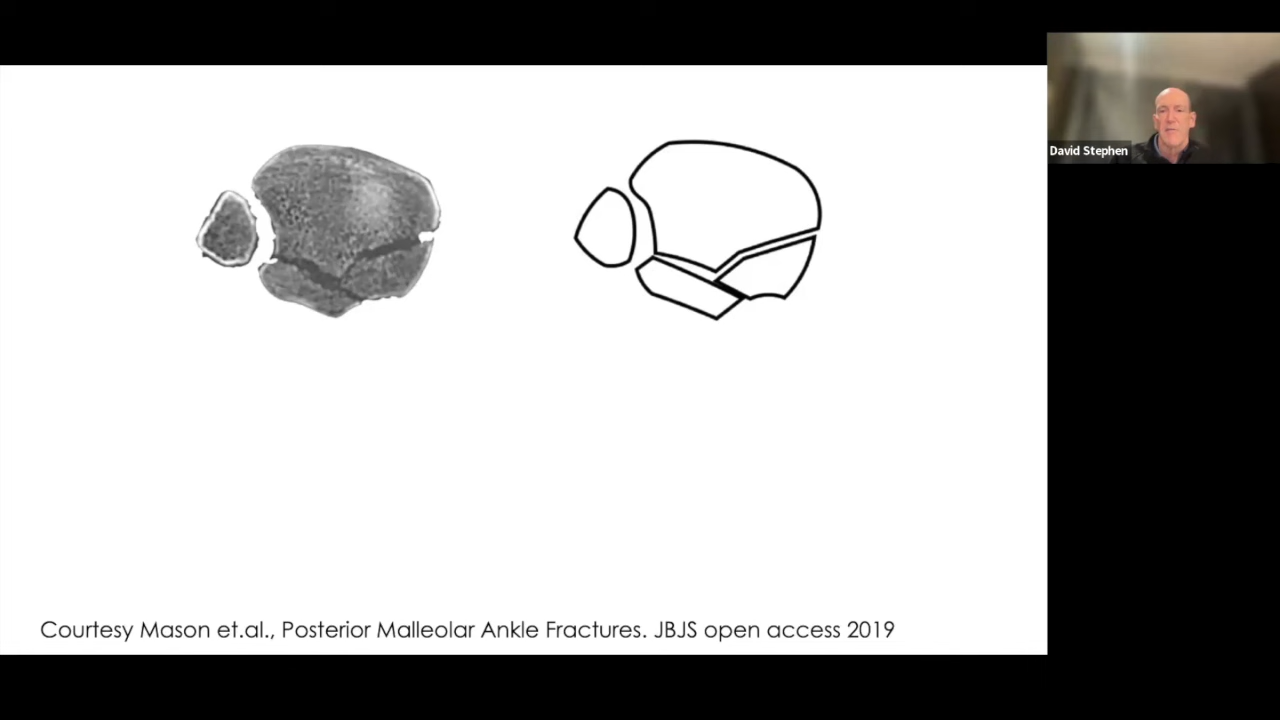 David Stephen
Courtesy Mason et.al., Posterior Malleolar Ankle Fractures. JBJS open access 2019